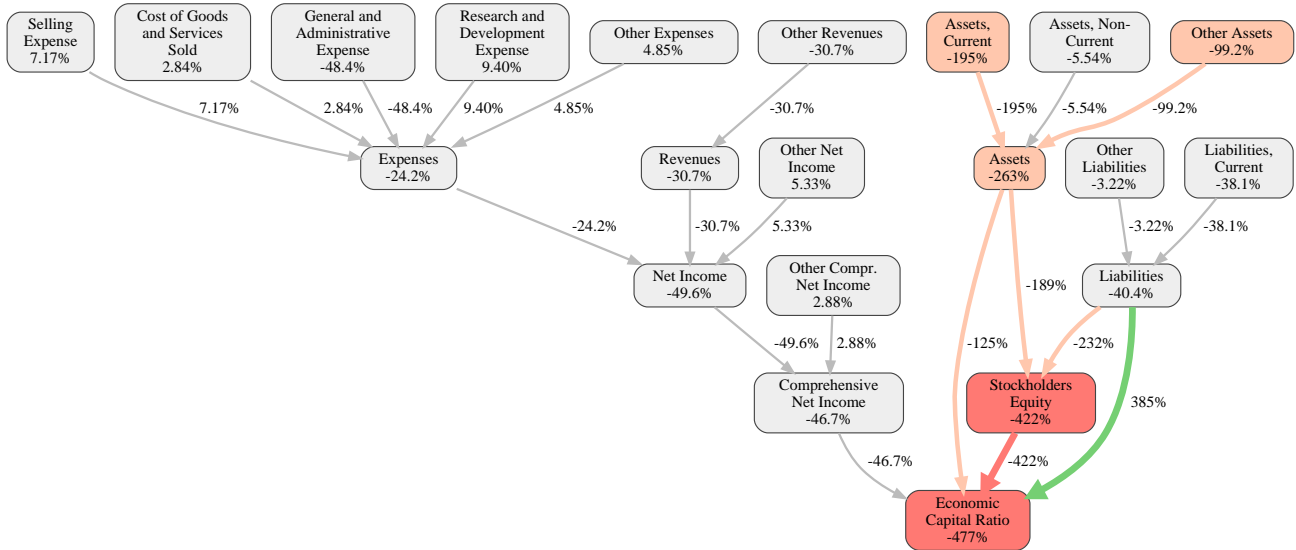 Selling
Expense
7.17%
Cost of Goods
and Services
Sold
2.84%
General and
Administrative
Expense
-48.4%
Research and
Development
Expense
9.40%
Other Expenses
4.85%
Other Revenues
-30.7%
Assets,
Current
-195%
Assets, Non-
Current
-5.54%
Other Assets
-99.2%
7.17%
2.84%
-48.4%
9.40%
4.85%
-30.7%
-195%
-5.54%
-99.2%
Expenses
-24.2%
Revenues
-30.7%
Other Net
Income
5.33%
Assets
-263%
Other
Liabilities
-3.22%
Liabilities,
Current
-38.1%
-24.2%
-30.7%
5.33%
-3.22%
-38.1%
Net Income
-49.6%
Other Compr.
Net Income
2.88%
-189%
Liabilities
-40.4%
-49.6%
2.88%
-125%
-232%
Comprehensive
Net Income
-46.7%
Stockholders
Equity
-422%
385%
-46.7%
-422%
Economic
Capital Ratio
-477%